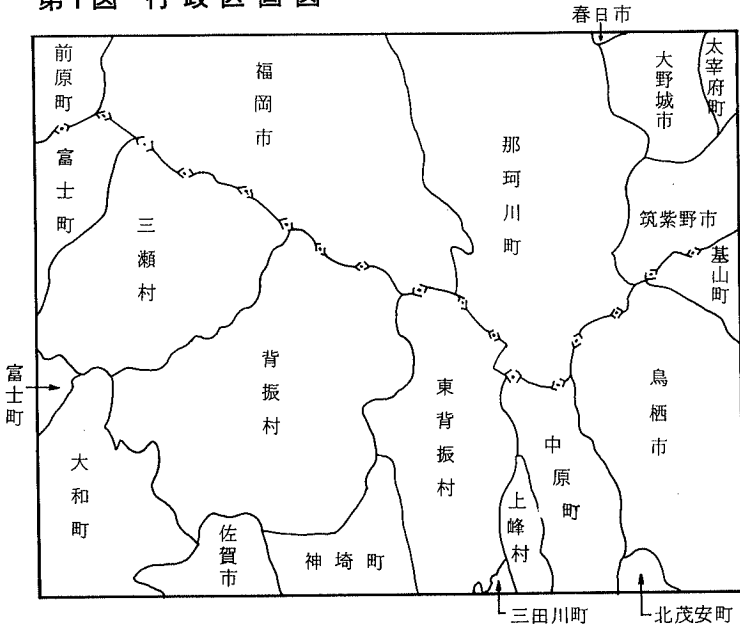 第1図 行政区画図
春日市
前原町
福岡市
大野城市
太宰府町
那珂川町
富士町
筑紫野市
三瀬村
基山町
富士町
背振村
東背振村
鳥栖市
中原町
大和町
上峰村
佐賀市
神埼町
三田川町
北茂安町